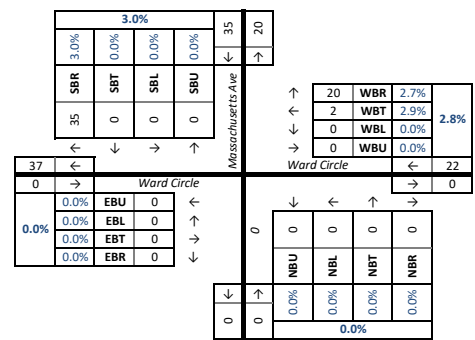 3.0%
35
20
3.0% 0.0% 0.0% 0.0%
↓ ↑
SBR SBT SBL SBU
Massachusetts Ave
35 0 0 0
← ↓ → ↑
↑ 20 WBR 2.7%
← 2 WBT 2.9%
2.8%
↓ 0 WBL 0.0%
→ 0 WBU 0.0%
37 ←
Ward Circle
← 22
0 →
Ward Circle
→ 0
0.0%
0.0% EBU 0 ←
0.0% EBL 0 ↑
0.0% EBT 0 →
0.0% EBR 0 ↓
0
↓ ← ↑ →
0 0 0 0
NBU NBL NBT NBR
↓ ↑
0.0% 0.0% 0.0% 0.0%
0 0
0.0%